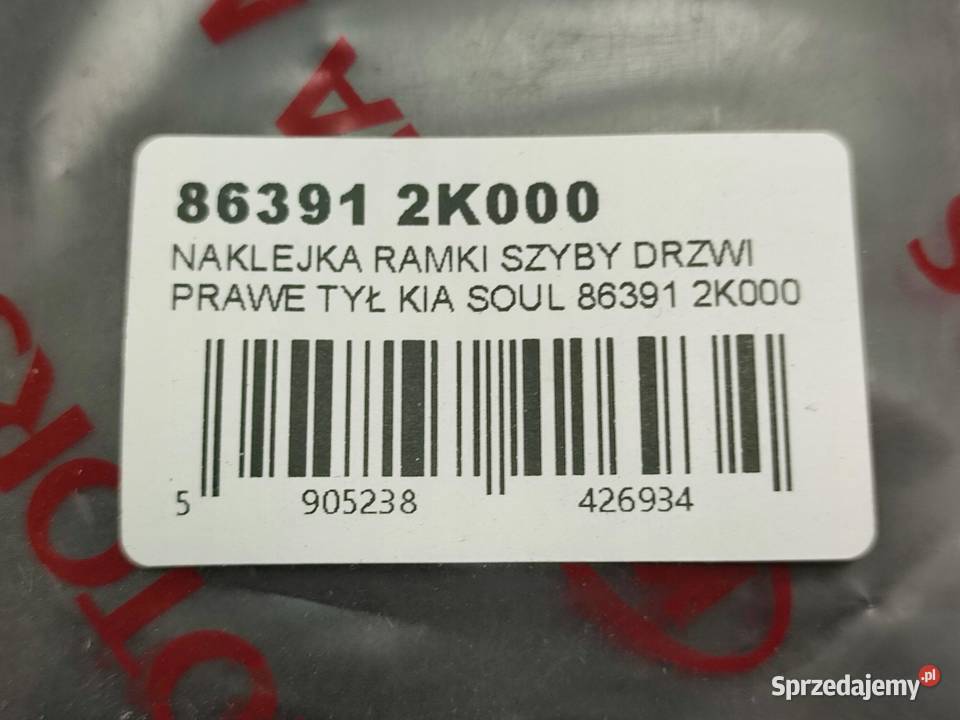 86391 2K000
NAKLEJKA RAMKI SZYBY DRZWI
PRAWE TYŁ KIA SOUL 86391 2K000
5 905238 426934
Sprzedajemy.pl